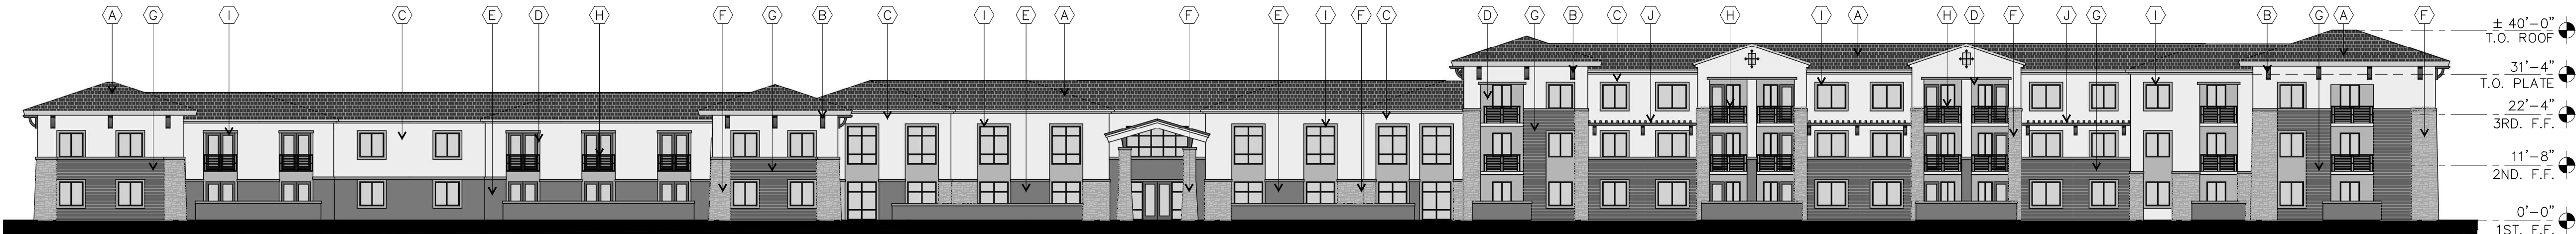 A G I C E D H F G B C I E A F E I F C D G B C J H I A H D F J G I B G A F
± 40'-0"
T.O. ROOF
31'-4"
T.O. PLATE
22'-4"
3RD. F.F.
11'-8"
2ND. F.F.
0'-0"
1ST. F.F.